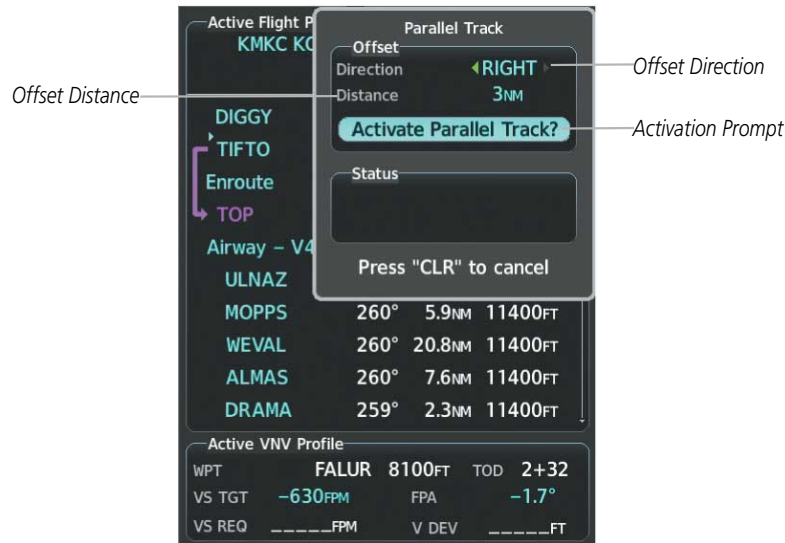 Active Flight P
KMKC KC
DIGGY
TIFTO
Enroute
TOP
Airway – V4
ULNAZ
MOPPS 260° 5.9NM 11400FT
WEVAL 260° 20.8NM 11400FT
ALMAS 260° 7.6NM 11400FT
DRAMA 259° 2.3NM 11400FT
Parallel Track
Offset
Direction RIGHT
Distance 3NM
Activate Parallel Track?
Status
Press "CLR" to cancel
Offset Distance
Offset Direction
Activation Prompt
Active VNV Profile
WPT FALUR 8100FT TOD 2+32
VS TGT –630FPM FPA –1.7°
VS REQ _____FPM V DEV _____FT